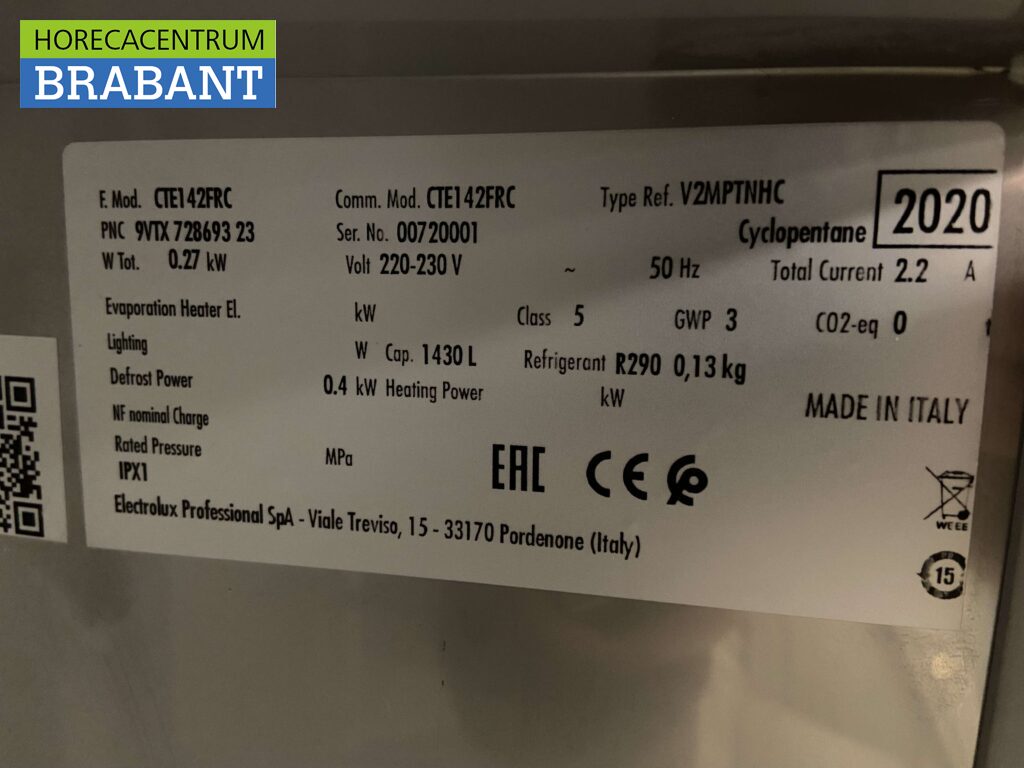 HORECACENTRUM
BRABANT
F. Mod. CTE142FRC Comm. Mod. CTE142FRC Type Ref. V2MPTNHC 2020
PNC 9VTX 728693 23 Ser. No. 00720001 Cyclopentane
W Tot. 0.27 kW Volt 220-230 V ~ 50 Hz Total Current 2.2 A
Evaporation Heater El. kW Class 5 GWP 3 CO2-eq 0 t
Lighting W Cap. 1430 L Refrigerant R290 0,13 kg
Defrost Power 0.4 kW Heating Power kW MADE IN ITALY
NF nominal Charge
Rated Pressure MPa EAC CE
IPX1
WEEE
Electrolux Professional SpA - Viale Treviso, 15 - 33170 Pordenone (Italy)
15